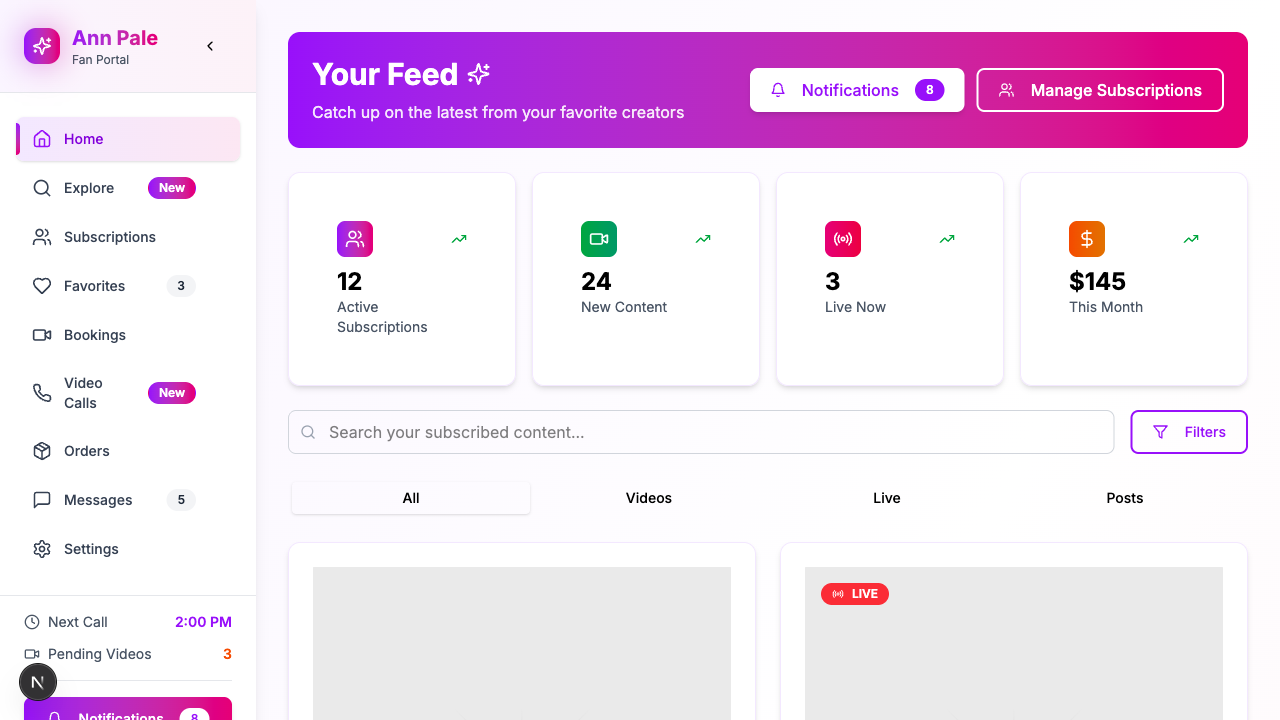 Ann Pale
Fan Portal
Home
Explore New
Subscriptions
Favorites 3
Bookings
Video
Calls
New
Orders
Messages 5
Settings
Next Call 2:00 PM
Pending Videos 3
N
Notifications 8
Your Feed
Catch up on the latest from your favorite creators
Notifications 8
Manage Subscriptions
12
Active
Subscriptions
24
New Content
3
Live Now
$145
This Month
Search your subscribed content...
Filters
All Videos Live Posts
LIVE